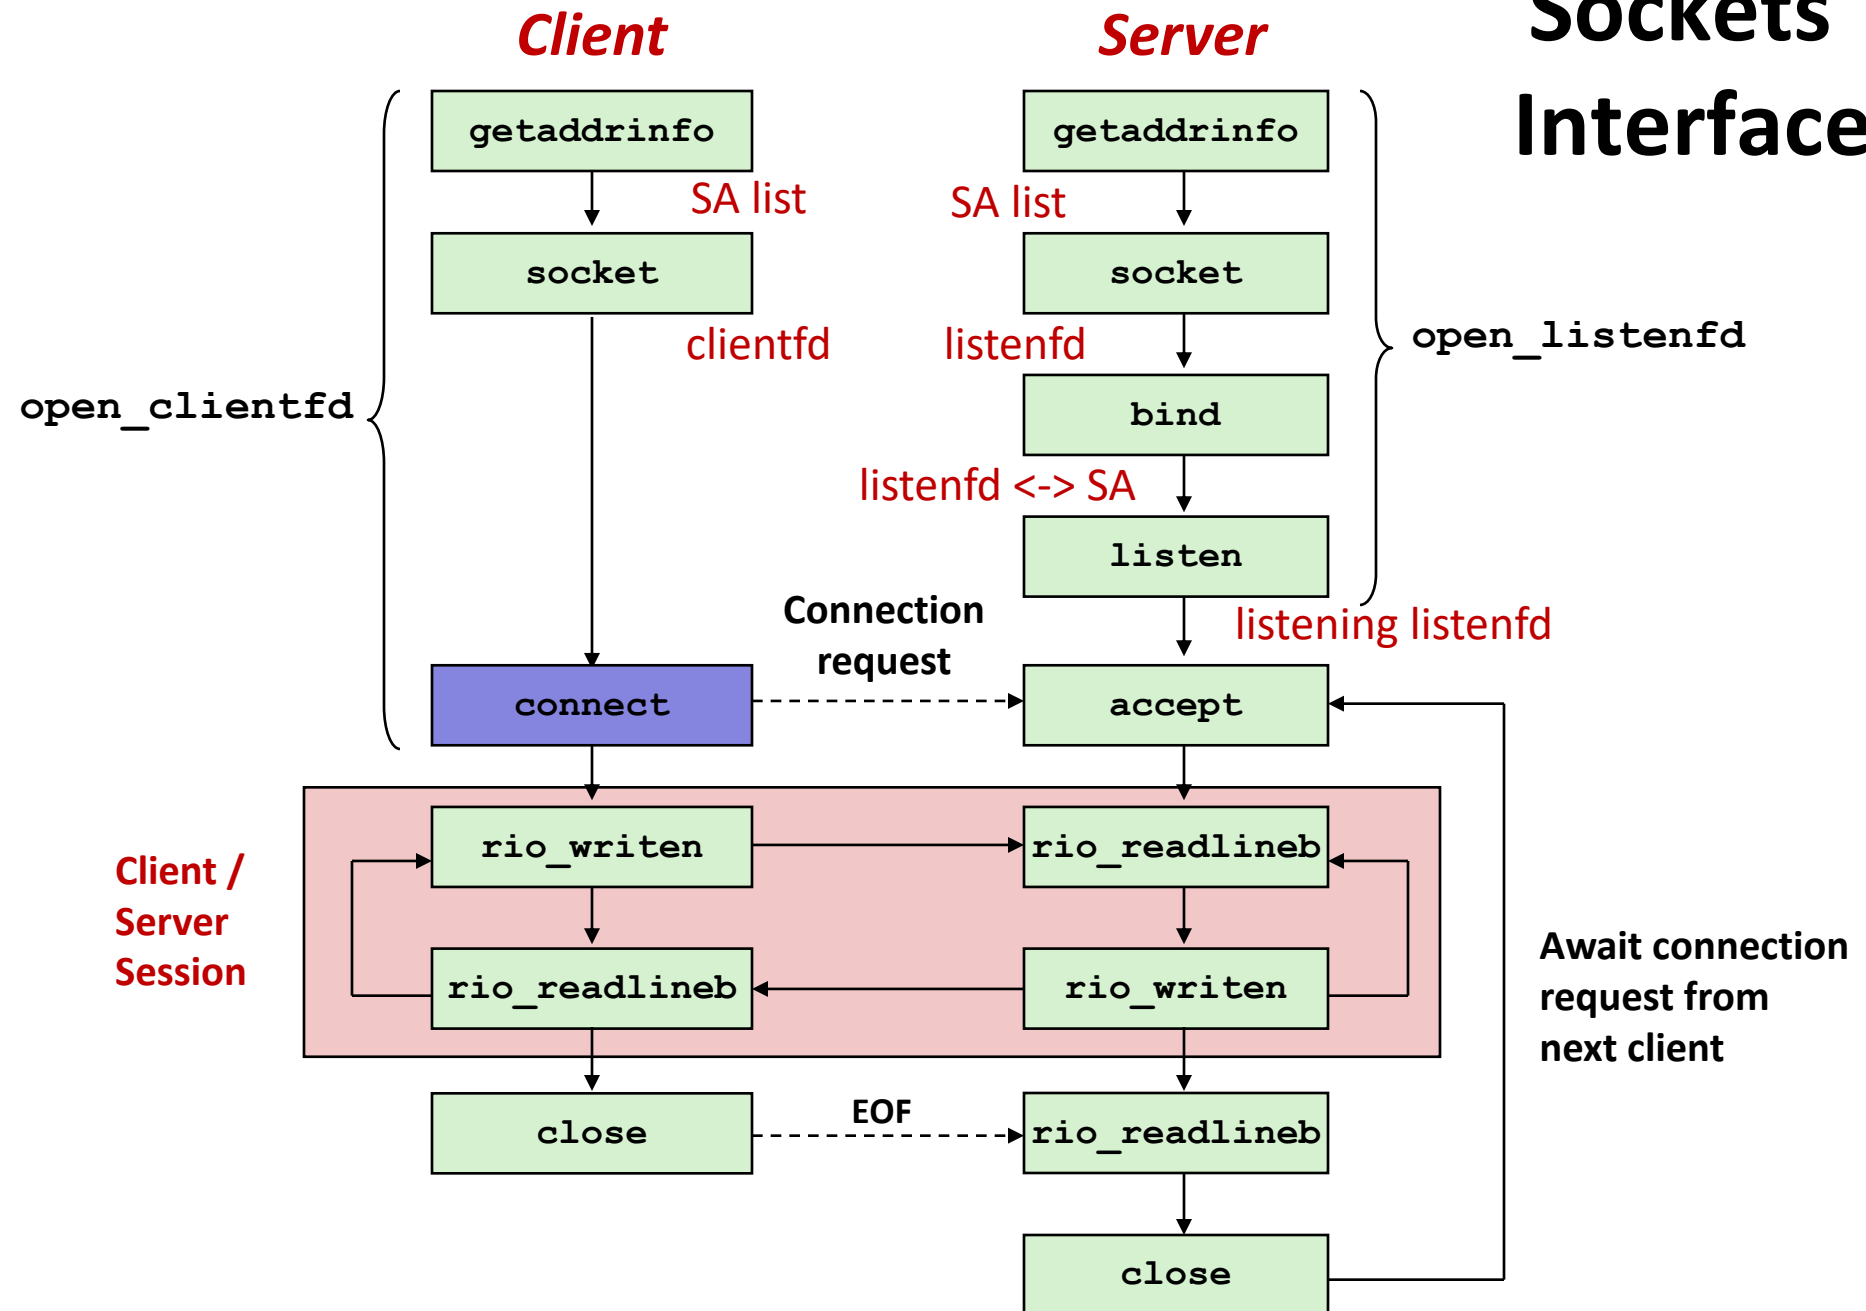 Sockets
Interface
Client
Server
getaddrinfo
getaddrinfo
SA list
SA list
socket
socket
clientfd
listenfd
open_listenfd
open_clientfd
bind
listenfd <-> SA
listen
Connection
request
listening listenfd
connect
accept
Client /
Server
Session
rio_writen
rio_readlineb
rio_readlineb
rio_writen
Await connection
request from
next client
close
EOF
rio_readlineb
close